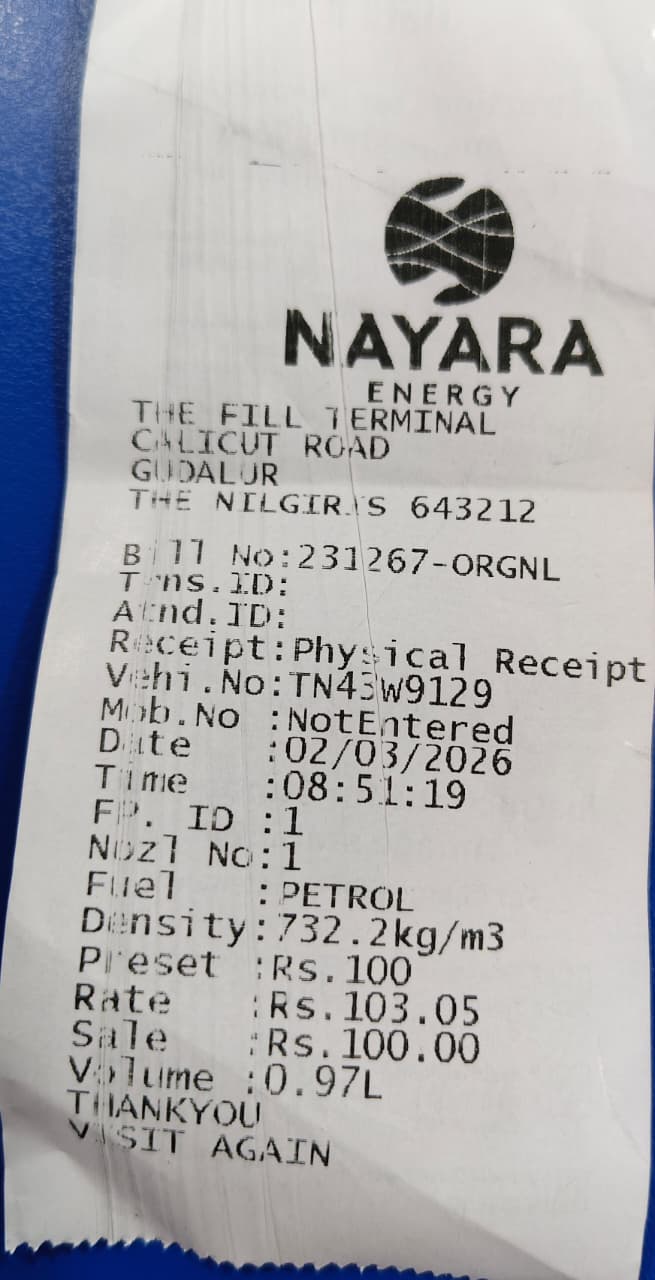 NAYARA
ENERGY
THE FILL TERMINAL
CALICUT ROAD
GUDALUR
THE NILGIRIS 643212
Bill No:231267-ORGNL
Trns.ID:
Atnd.ID:
Receipt:Physical Receipt
Vehi.No:TN43W9129
Mob.No :NotEntered
Date :02/03/2026
Time :08:51:19
FP. ID :1
Nozl No:1
Fuel :PETROL
Density:732.2kg/m3
Preset :Rs.100
Rate :Rs.103.05
Sale :Rs.100.00
Volume :0.97L
THANKYOU
VISIT AGAIN